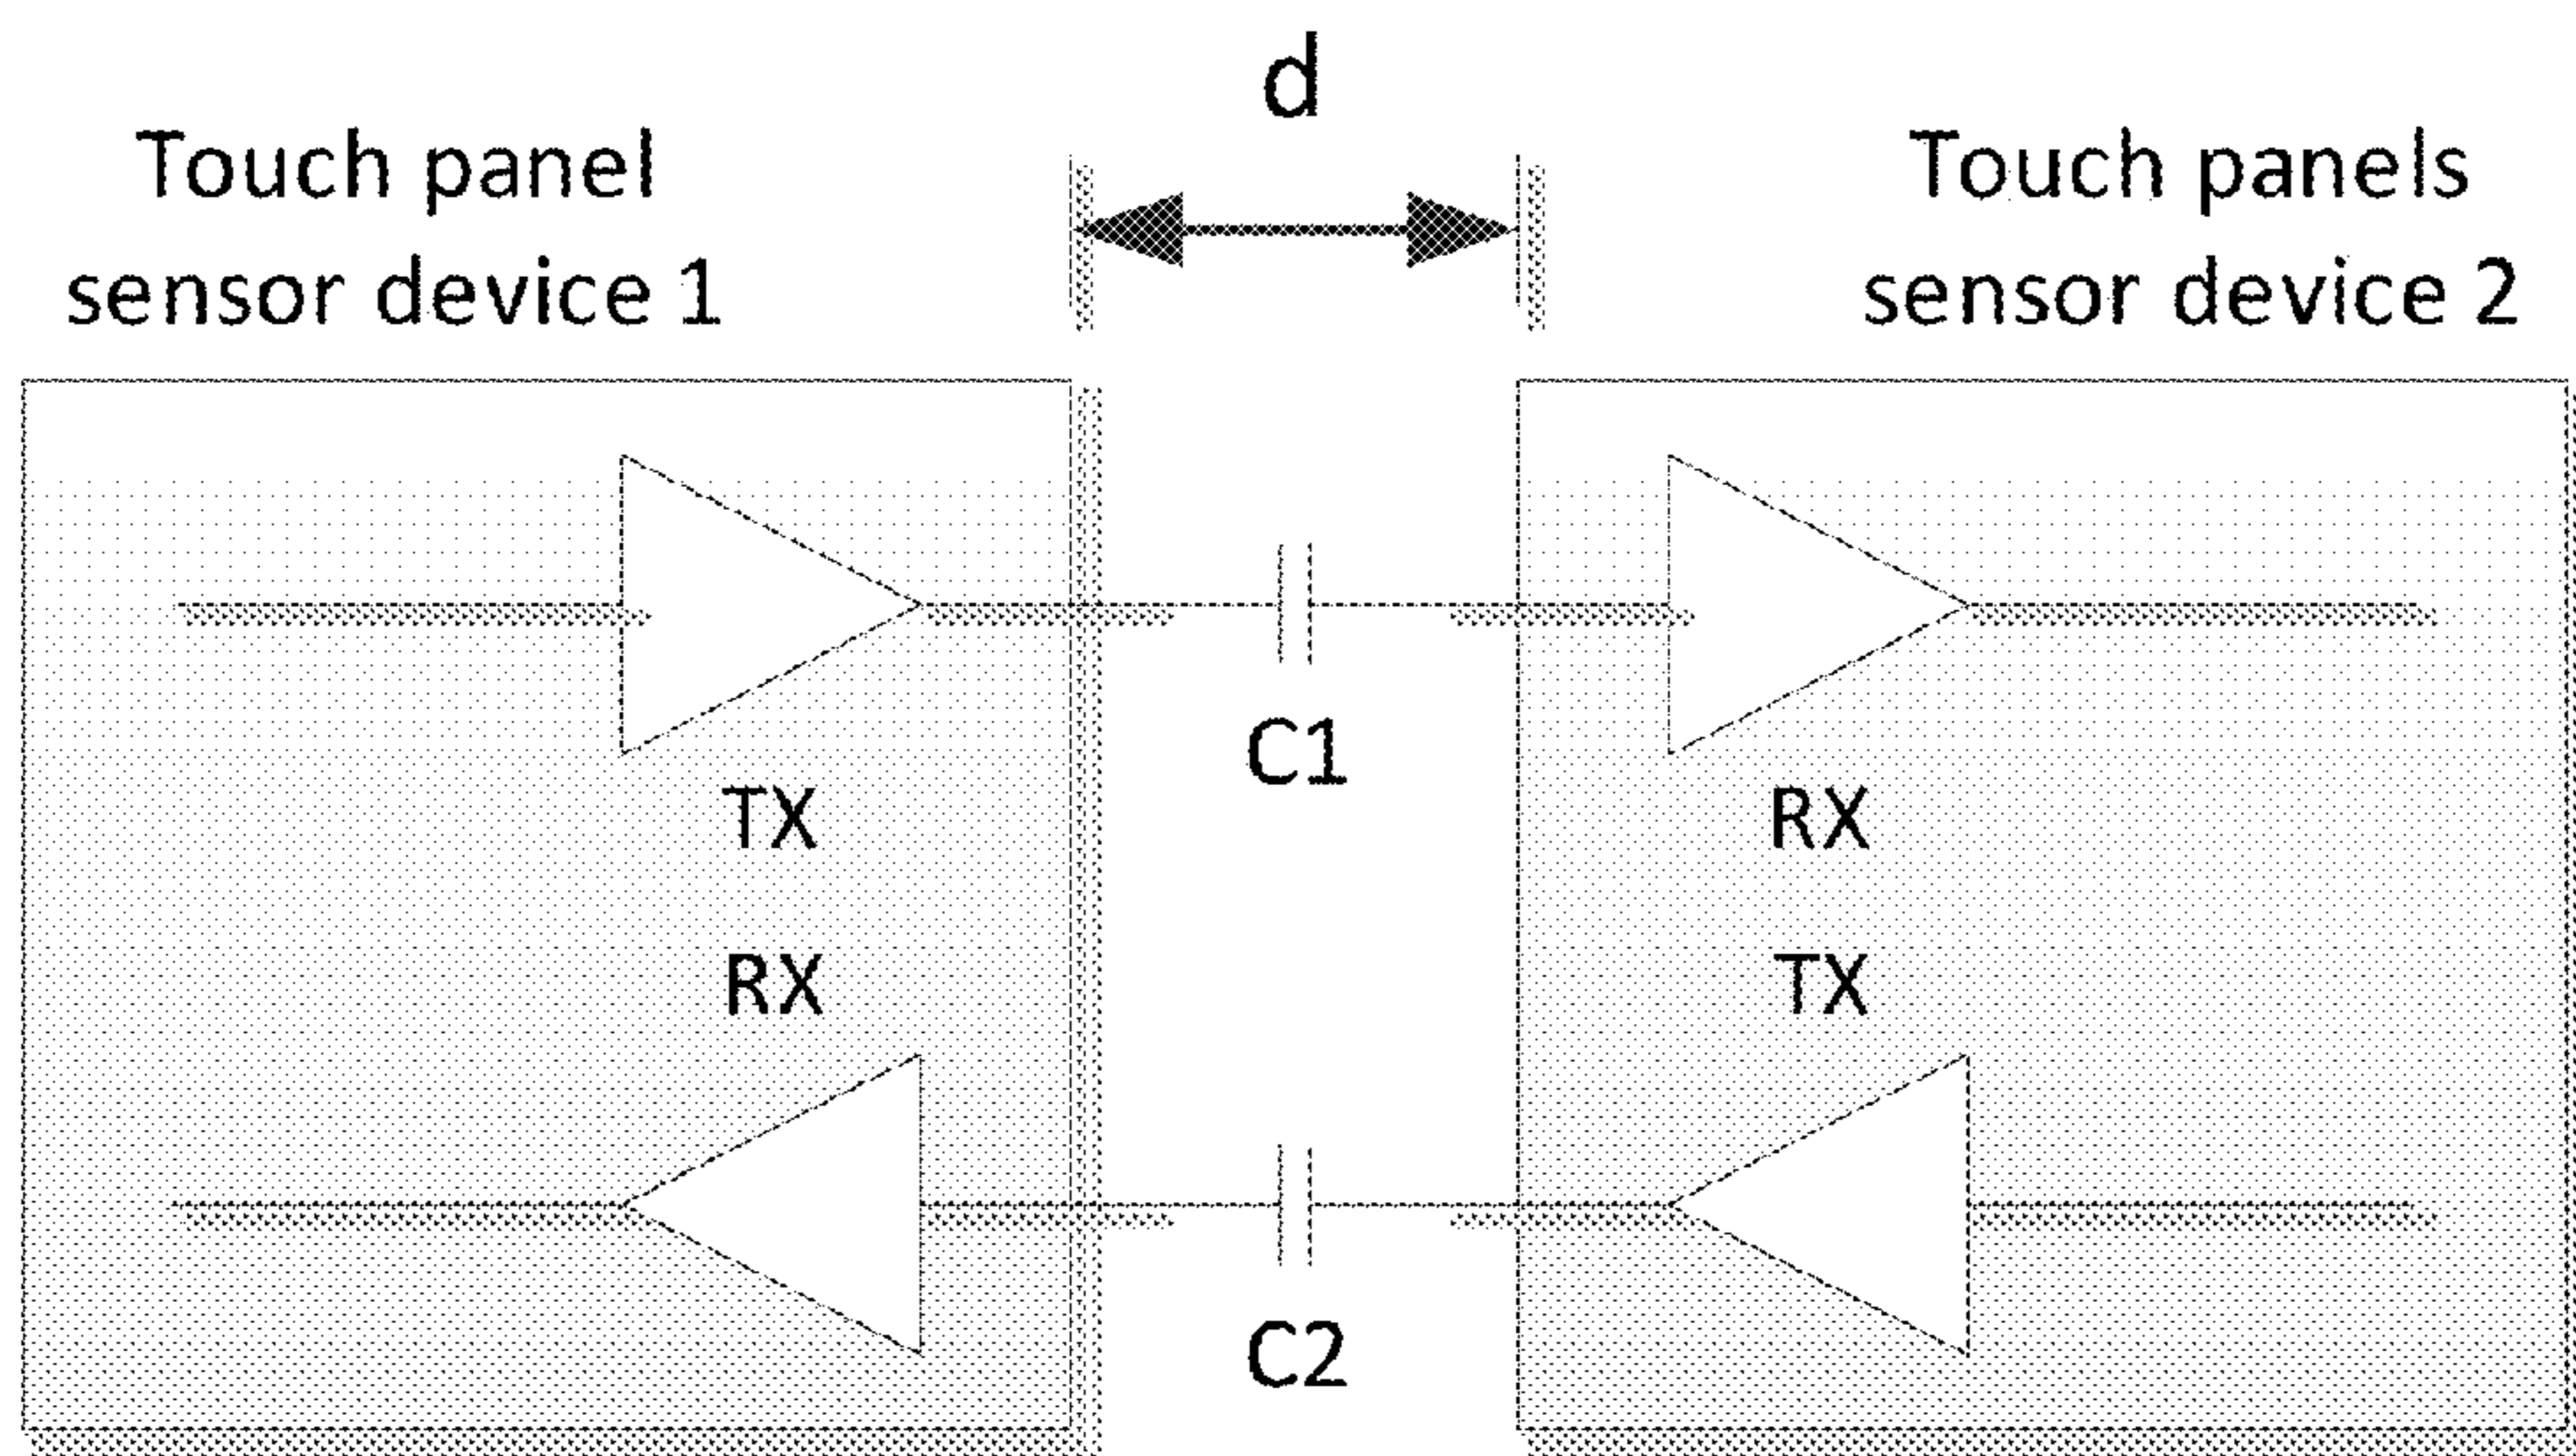 d
Touch panel
sensor device 1
Touch panels
sensor device 2
C1
TX
RX
RX
TX
C2